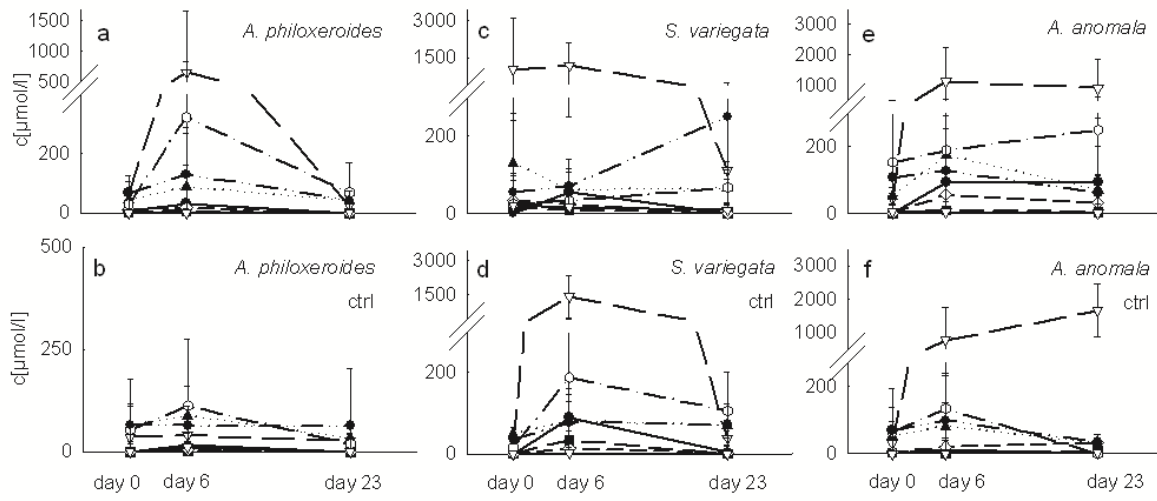 a
A. philoxeroides
1500
1000
500
200
0
c[µmol/l]
c
S. variegata
3000
1500
200
0
e
A. anomala
3000
2000
1000
200
0
b
A. philoxeroides
ctrl
500
250
0
c[µmol/l]
d
S. variegata
ctrl
3000
1500
200
0
f
A. anomala
ctrl
3000
2000
1000
200
0
day 0 day 6 day 23
day 0 day 6 day 23
day 0 day 6 day 23